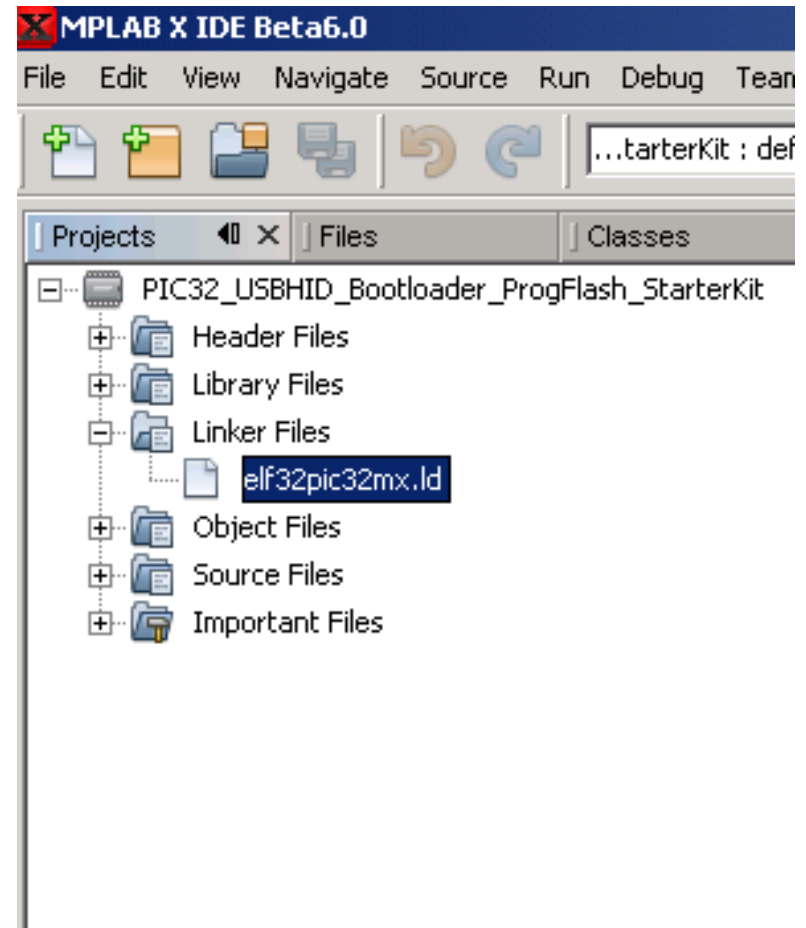 MPLAB X IDE Beta6.0
File Edit View Navigate Source Run Debug Team
...tarterKit : def
Projects Files Classes
PIC32_USBHID_Bootloader_ProgFlash_StarterKit
Header Files
Library Files
Linker Files
elf32pic32mx.ld
Object Files
Source Files
Important Files